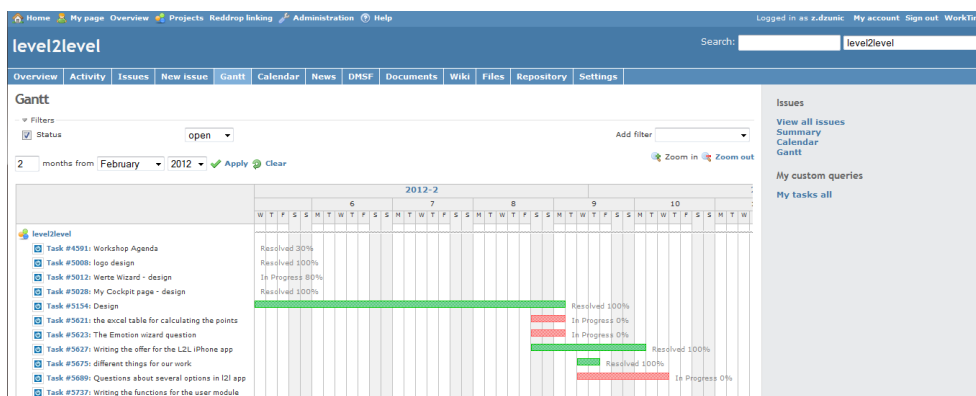 Home My page Overview Projects Reddrop linking Administration Help Logged in as z.dzunic My account Sign out WorkTi
level2level Search: level2level
Overview Activity Issues New issue Gantt Calendar News DMSF Documents Wiki Files Repository Settings
Gantt
Filters
Status open Add filter
2 months from February 2012 Apply Clear Zoom in Zoom out
2012-2
6 7 8 9 10
W T F S S M T W T F S S M T W T F S S M T W T F S S M T W T F S S M T W T F S S M T W
level2level
Task #4591: Workshop Agenda Resolved 30%
Task #5008: logo design Resolved 100%
Task #5012: Werte Wizard - design In Progress 80%
Task #5028: My Cockpit page - design Resolved 100%
Task #5154: Design Resolved 100%
Task #5621: the excel table for calculating the points In Progress 0%
Task #5623: The Emotion wizard question In Progress 0%
Task #5627: Writing the offer for the L2L iPhone app Resolved 100%
Task #5675: different things for our work Resolved 100%
Task #5689: Questions about several options in l2l app In Progress 0%
Task #5737: Writing the functions for the user module
Issues
View all issues
Summary
Calendar
Gantt
My custom queries
My tasks all